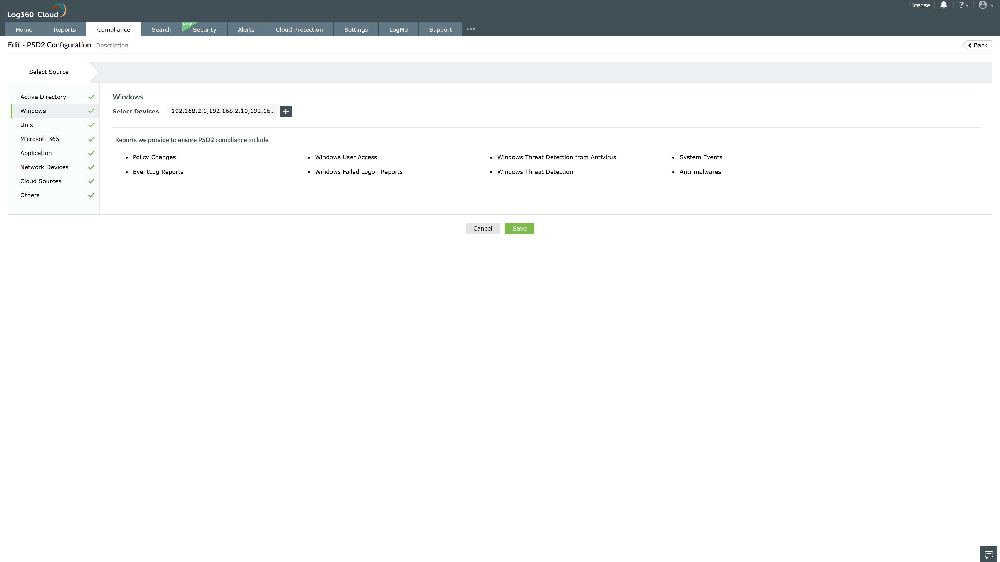 License ?
Log360 Cloud
Home Reports Compliance Search NEW Security Alerts Cloud Protection Settings LogMe Support
Edit - PSD2 Configuration Description Back
Select Source
Active Directory
Windows
Unix
Microsoft 365
Application
Network Devices
Cloud Sources
Others
Windows
Select Devices 192.168.2.1,192.168.2.10,192.16... +
Reports we provide to ensure PSD2 compliance include
• Policy Changes • Windows User Access • Windows Threat Detection from Antivirus • System Events
• EventLog Reports • Windows Failed Logon Reports • Windows Threat Detection • Anti-malwares
Cancel Save